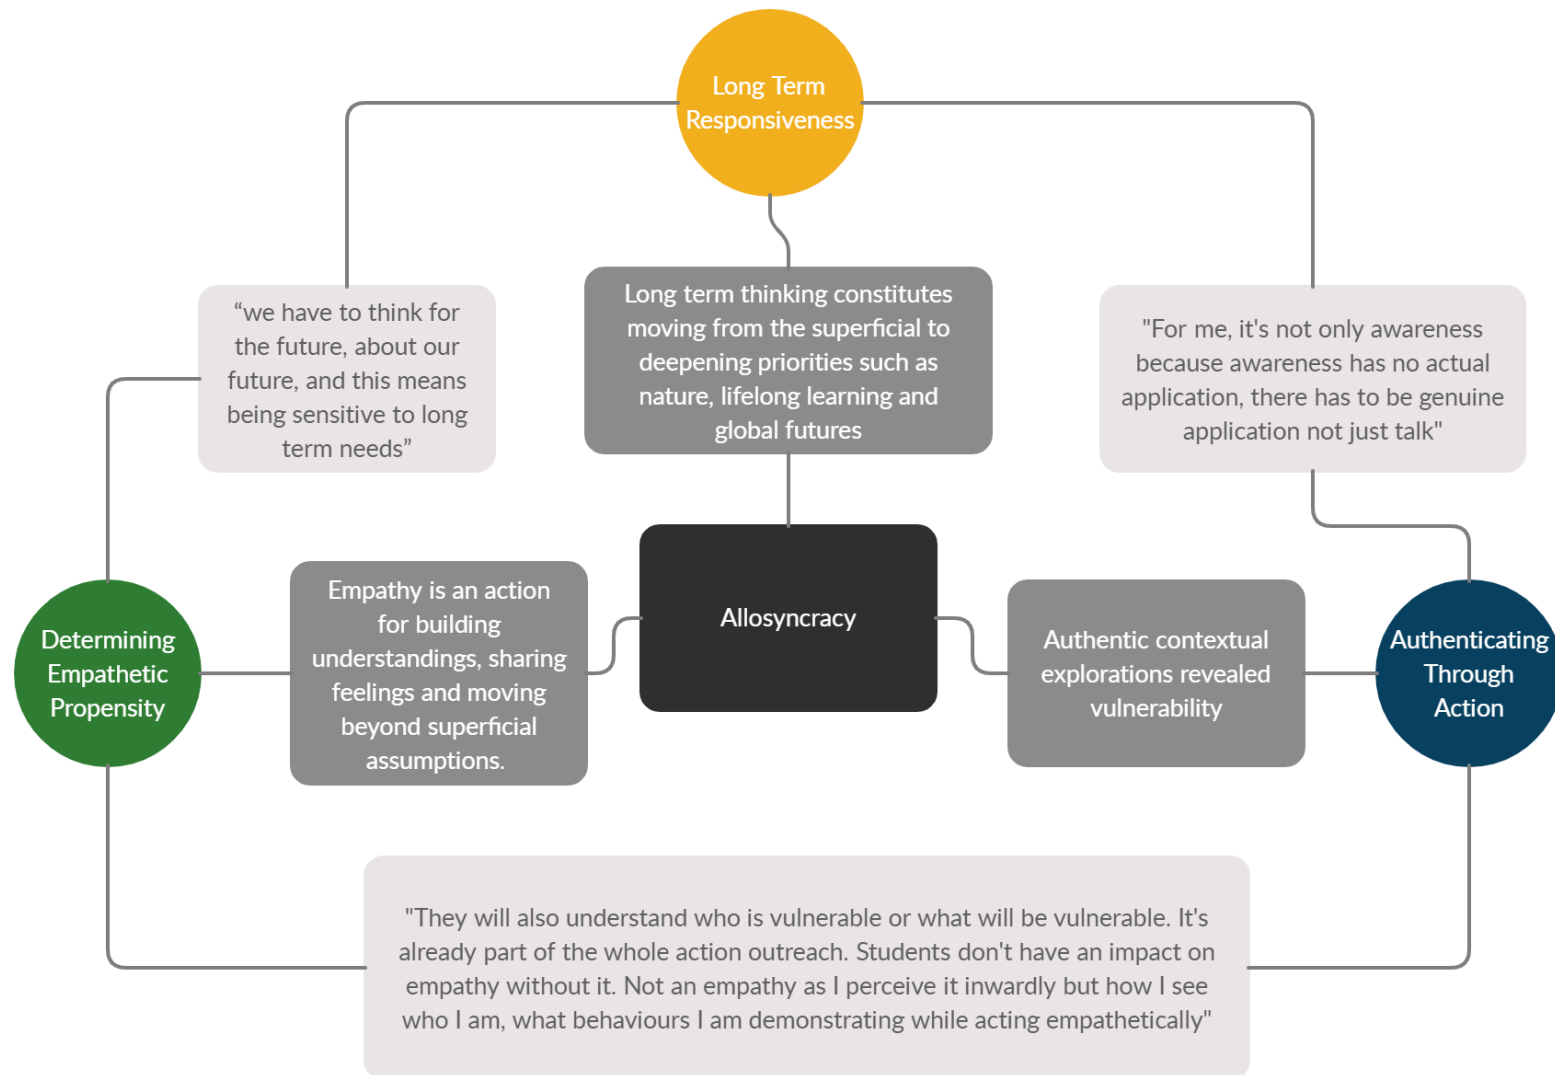 Long Term
Responsiveness
“we have to think for
the future, about our
future, and this means
being sensitive to long
term needs”
Long term thinking constitutes
moving from the superficial to
deepening priorities such as
nature, lifelong learning and
global futures
"For me, it's not only awareness
because awareness has no actual
application, there has to be genuine
application not just talk"
Determining
Empathetic
Propensity
Empathy is an action
for building
understandings, sharing
feelings and moving
beyond superficial
assumptions.
Allosyncracy
Authentic contextual
explorations revealed
vulnerability
Authenticating
Through
Action
"They will also understand who is vulnerable or what will be vulnerable. It's
already part of the whole action outreach. Students don't have an impact on
empathy without it. Not an empathy as I perceive it inwardly but how I see
who I am, what behaviours I am demonstrating while acting empathetically"